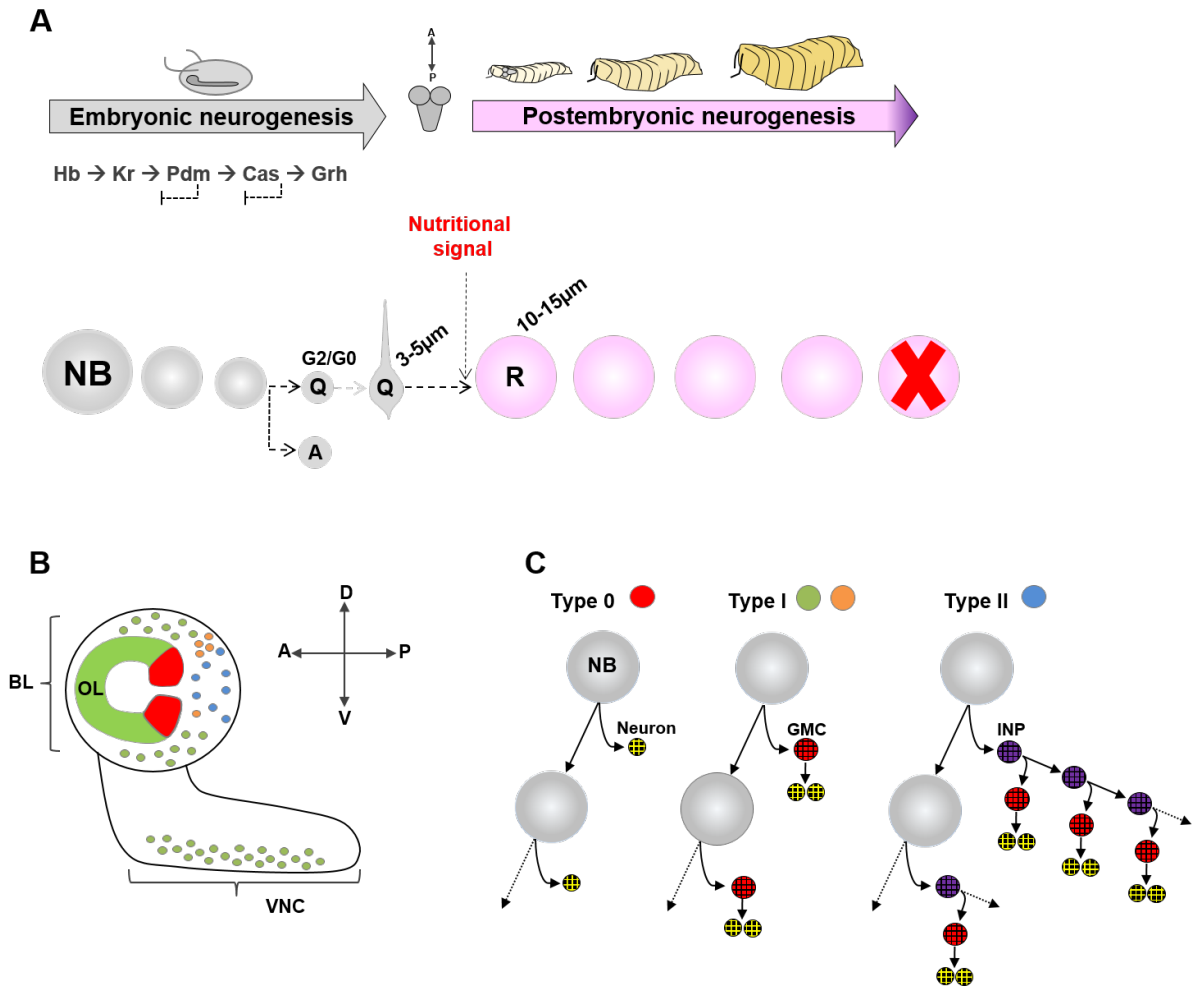 A
A
P
Embryonic neurogenesis
Postembryonic neurogenesis
Hb → Kr → Pdm → Cas → Grh
Nutritional
signal
10-15µm
3-5µm
G2/G0
NB
Q
Q
R
X
A
B
D
A
P
V
BL
OL
VNC
C
Type 0
Type I
Type II
NB
Neuron
GMC
INP